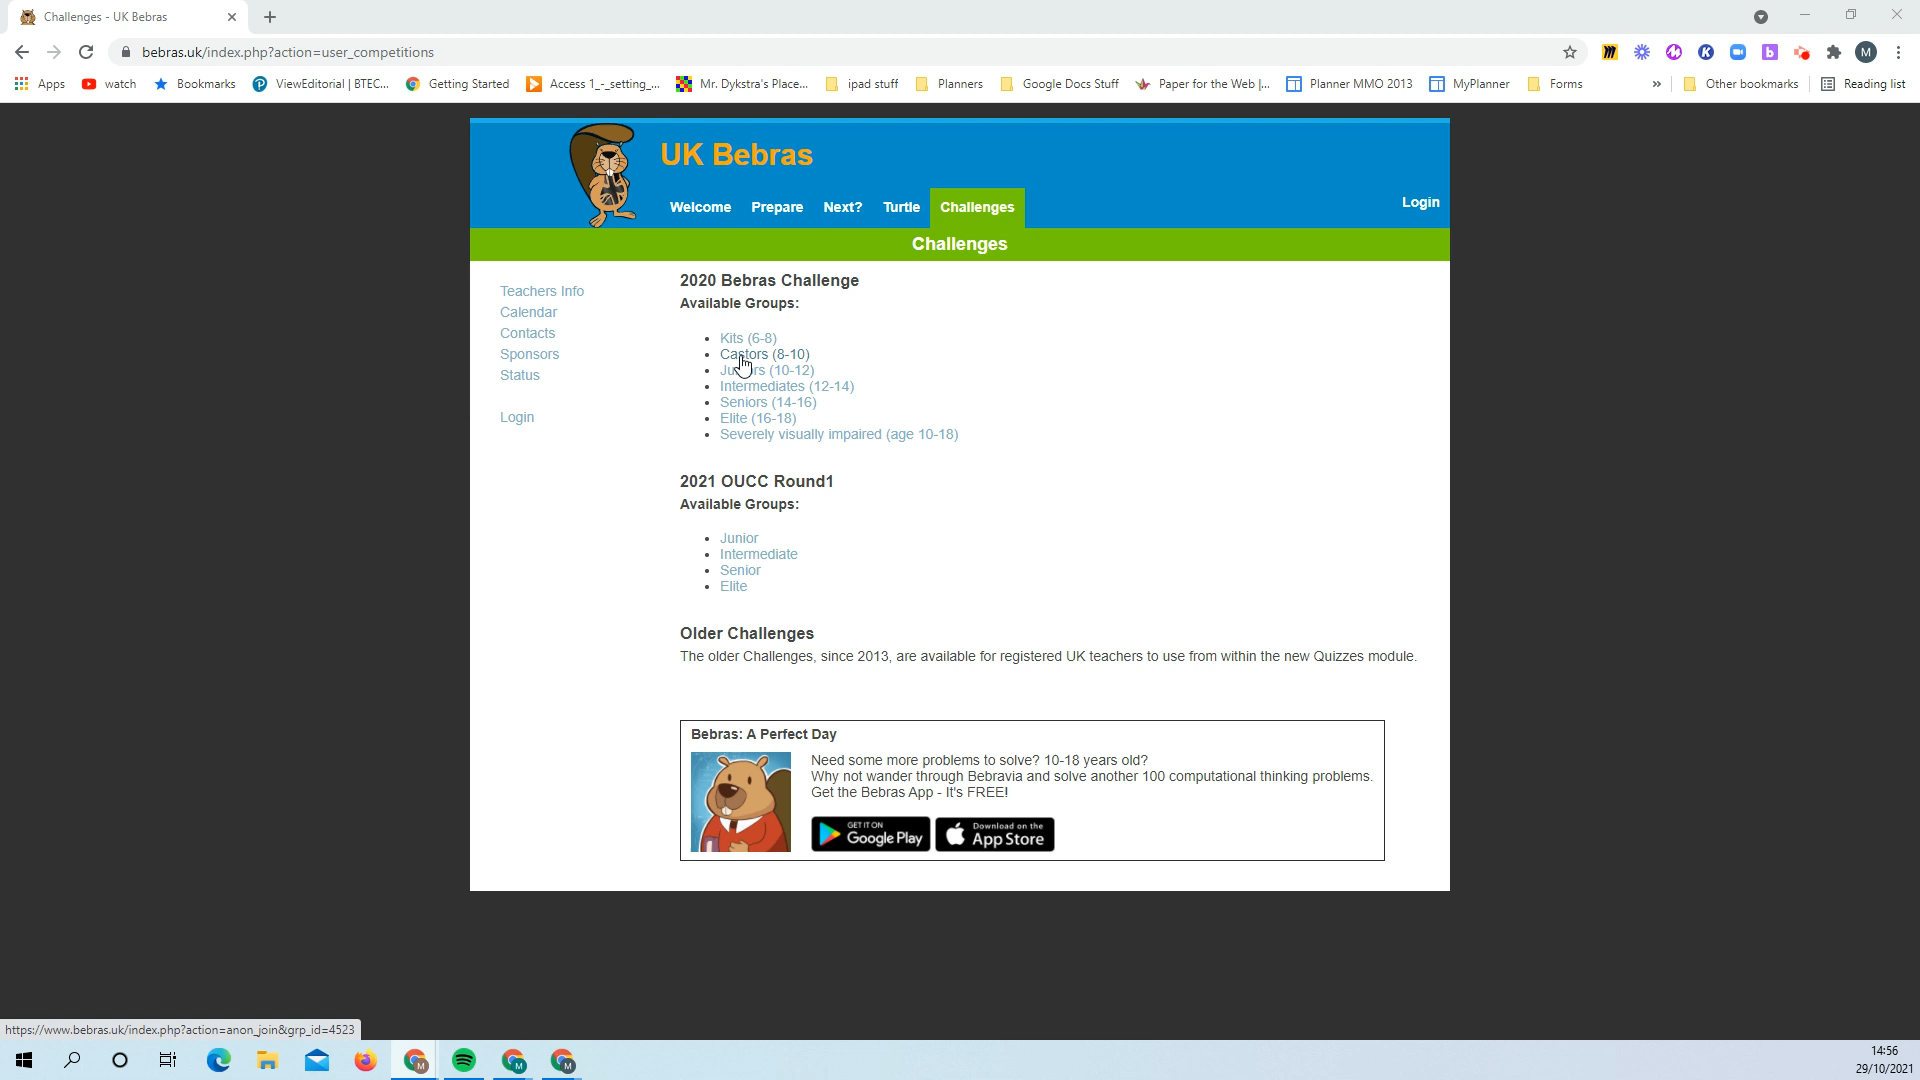 Challenges - UK Bebras
bebras.uk/index.php?action=user_competitions
Apps watch Bookmarks ViewEditorial | BTEC... Getting Started Access 1_-_setting_... Mr. Dykstra's Place... ipad stuff Planners Google Docs Stuff Paper for the Web |... Planner MMO 2013 MyPlanner Forms » Other bookmarks Reading list
UK Bebras
Welcome Prepare Next? Turtle Challenges Login
Challenges
Teachers Info
Calendar
Contacts
Sponsors
Status
Login
2020 Bebras Challenge
Available Groups:
• Kits (6-8)
• Castors (8-10)
• Juniors (10-12)
• Intermediates (12-14)
• Seniors (14-16)
• Elite (16-18)
• Severely visually impaired (age 10-18)
2021 OUCC Round1
Available Groups:
• Junior
• Intermediate
• Senior
• Elite
Older Challenges
The older Challenges, since 2013, are available for registered UK teachers to use from within the new Quizzes module.
Bebras: A Perfect Day
Need some more problems to solve? 10-18 years old?
Why not wander through Bebravia and solve another 100 computational thinking problems.
Get the Bebras App - It's FREE!
GET IT ON
Google Play
Download on the
App Store
https://www.bebras.uk/index.php?action=anon_join&grp_id=4523
14:56
29/10/2021